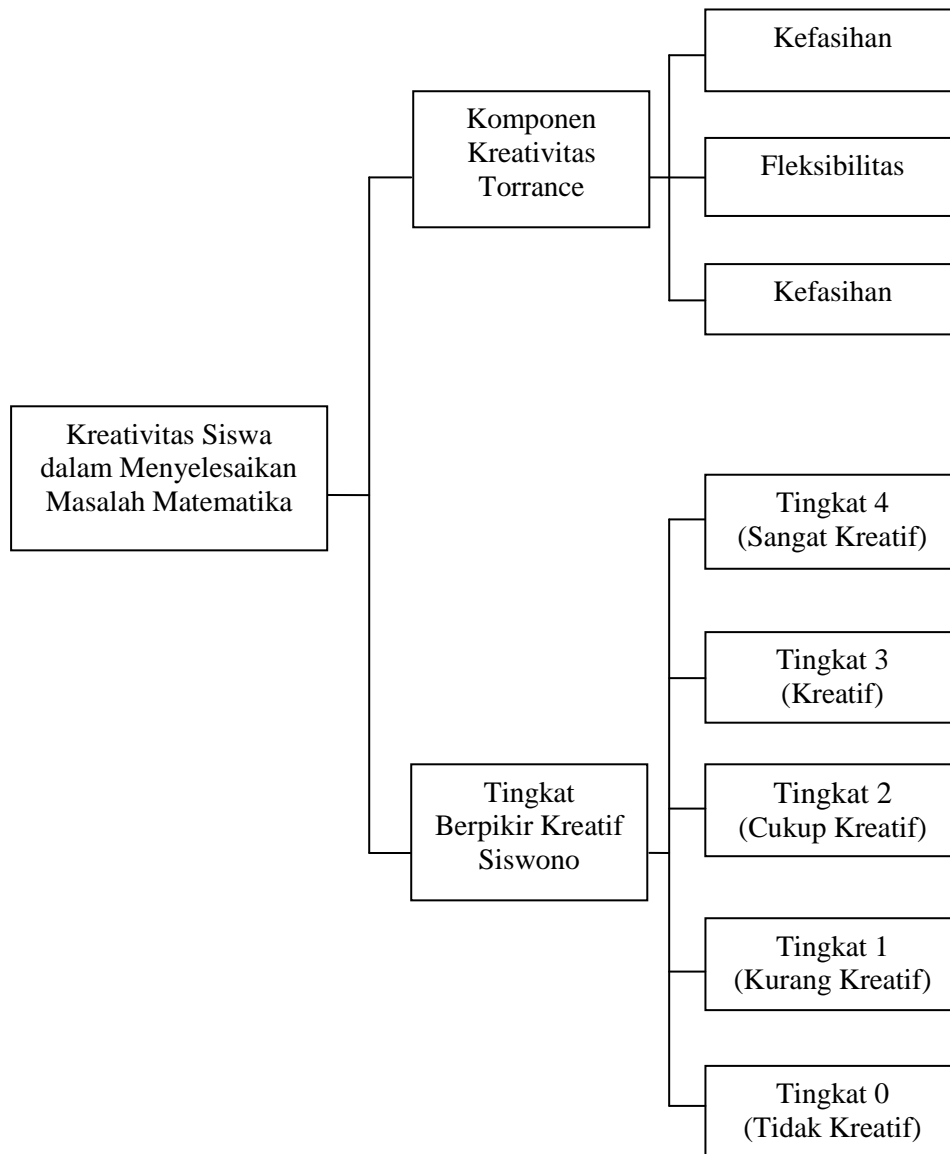 Kefasihan
Komponen
Kreativitas
Torrance
Fleksibilitas
Kefasihan
Kreativitas Siswa
dalam Menyelesaikan
Masalah Matematika
Tingkat 4
(Sangat Kreatif)
Tingkat 3
(Kreatif)
Tingkat
Berpikir Kreatif
Siswono
Tingkat 2
(Cukup Kreatif)
Tingkat 1
(Kurang Kreatif)
Tingkat 0
(Tidak Kreatif)